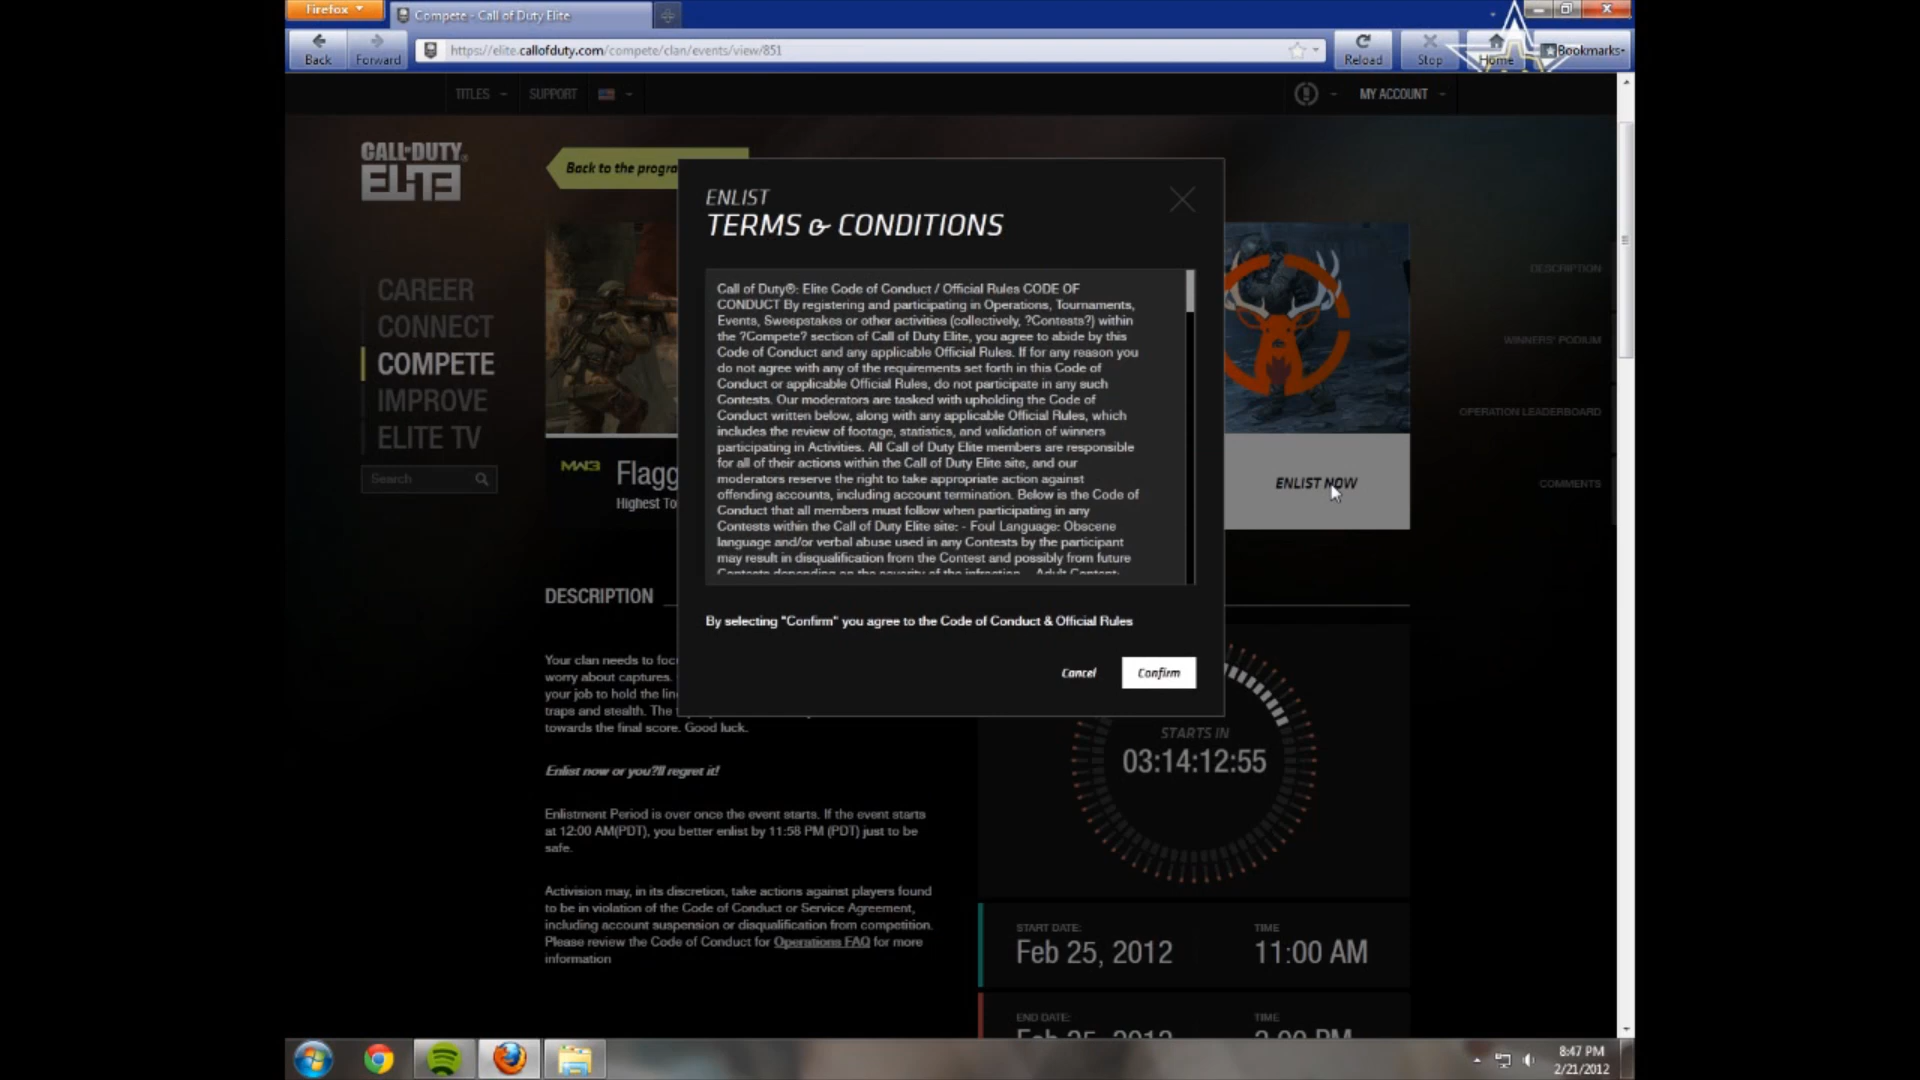 Firefox
Compete - Call of Duty Elite
Back
Forward
https://elite.callofduty.com/compete/clan/events/view/851
Reload
Stop
Home
Bookmarks
TITLES
SUPPORT
MY ACCOUNT
CALL OF DUTY®
ELITE
Back to the progra
CAREER
CONNECT
COMPETE
IMPROVE
ELITE TV
Search
ENLIST
TERMS & CONDITIONS
Call of Duty®: Elite Code of Conduct / Official Rules CODE OF
CONDUCT By registering and participating in Operations, Tournaments,
Events, Sweepstakes or other activities (collectively, ?Contests?) within
the ?Compete? section of Call of Duty Elite, you agree to abide by this
Code of Conduct and any applicable Official Rules. If for any reason you
do not agree with any of the requirements set forth in this Code of
Conduct or applicable Official Rules, do not participate in any such
Contests. Our moderators are tasked with upholding the Code of
Conduct written below, along with any applicable Official Rules, which
includes the review of footage, statistics, and validation of winners
participating in Activities. All Call of Duty Elite members are responsible
for all of their actions within the Call of Duty Elite site, and our
moderators reserve the right to take appropriate action against
offending accounts, including account termination. Below is the Code of
Conduct that all members must follow when participating in any
Contests within the Call of Duty Elite site: - Foul Language: Obscene
language and/or verbal abuse used in any Contests by the participant
may result in disqualification from the Contest and possibly from future
Contests depending on the severity of the infraction. - Adult Content:
By selecting "Confirm" you agree to the Code of Conduct & Official Rules
Cancel
Confirm
MW3
Flagg
Highest To
ENLIST NOW
DESCRIPTION
WINNERS' PODIUM
OPERATION LEADERBOARD
COMMENTS
DESCRIPTION
Your clan needs to foc
worry about captures.
your job to hold the lin
traps and stealth. The
towards the final score. Good luck.
Enlist now or you?ll regret it!
Enlistment Period is over once the event starts. If the event starts
at 12:00 AM(PDT), you better enlist by 11:58 PM (PDT) just to be
safe.
Activision may, in its discretion, take actions against players found
to be in violation of the Code of Conduct or Service Agreement,
including account suspension or disqualification from competition.
Please review the Code of Conduct for Operations FAQ for more
information
STARTS IN
03:14:12:55
START DATE:
TIME
Feb 25, 2012
11:00 AM
END DATE:
TIME
Feb 25, 2012
2:00 PM
8:47 PM
2/21/2012